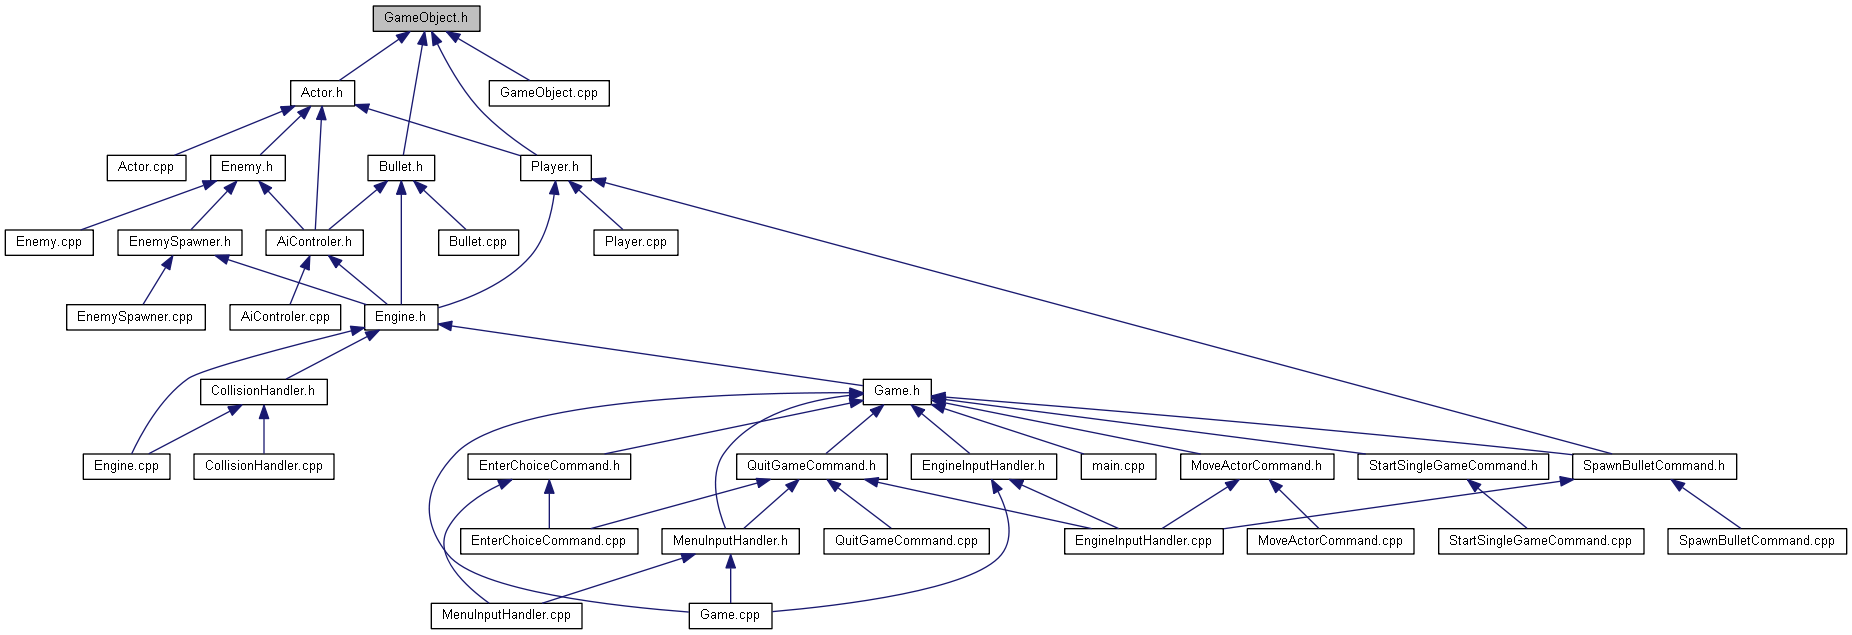 GameObject.h
Actor.h
GameObject.cpp
Actor.cpp
Enemy.h
Bullet.h
Player.h
Enemy.cpp
EnemySpawner.h
AiControler.h
Bullet.cpp
Player.cpp
EnemySpawner.cpp
AiControler.cpp
Engine.h
CollisionHandler.h
Game.h
Engine.cpp
CollisionHandler.cpp
EnterChoiceCommand.h
QuitGameCommand.h
EngineInputHandler.h
main.cpp
MoveActorCommand.h
StartSingleGameCommand.h
SpawnBulletCommand.h
EnterChoiceCommand.cpp
MenuInputHandler.h
QuitGameCommand.cpp
EngineInputHandler.cpp
MoveActorCommand.cpp
StartSingleGameCommand.cpp
SpawnBulletCommand.cpp
MenuInputHandler.cpp
Game.cpp